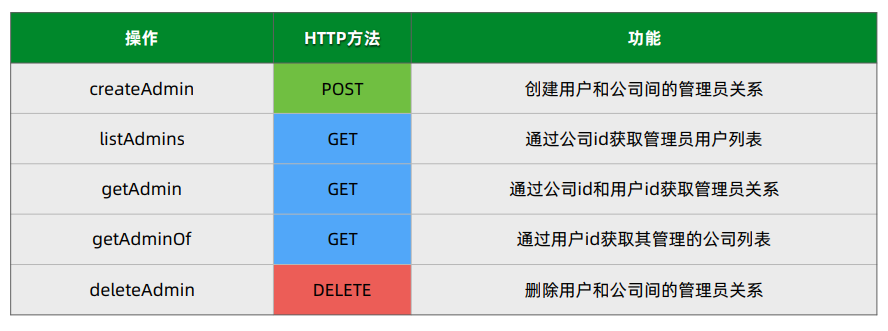 操作 HTTP方法 功能
createAdmin POST 创建用户和公司间的管理员关系
listAdmins GET 通过公司id获取管理员用户列表
getAdmin GET 通过公司id和用户id获取管理员关系
getAdminOf GET 通过用户id获取其管理的公司列表
deleteAdmin DELETE 删除用户和公司间的管理员关系